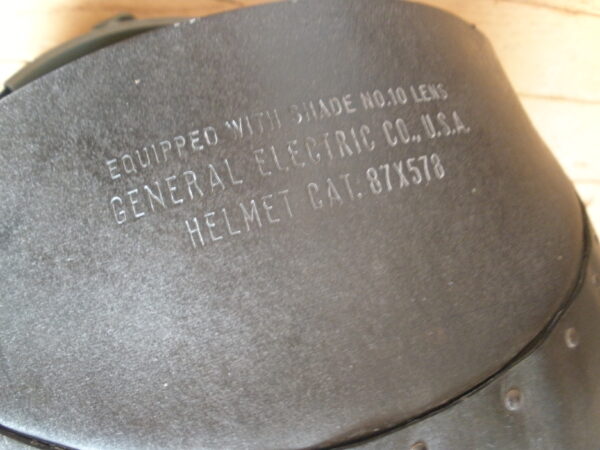 EQUIPPED WITH SHADE NO.10 LENS
GENERAL ELECTRIC CO., U.S.A.
HELMET CAT. 87X578